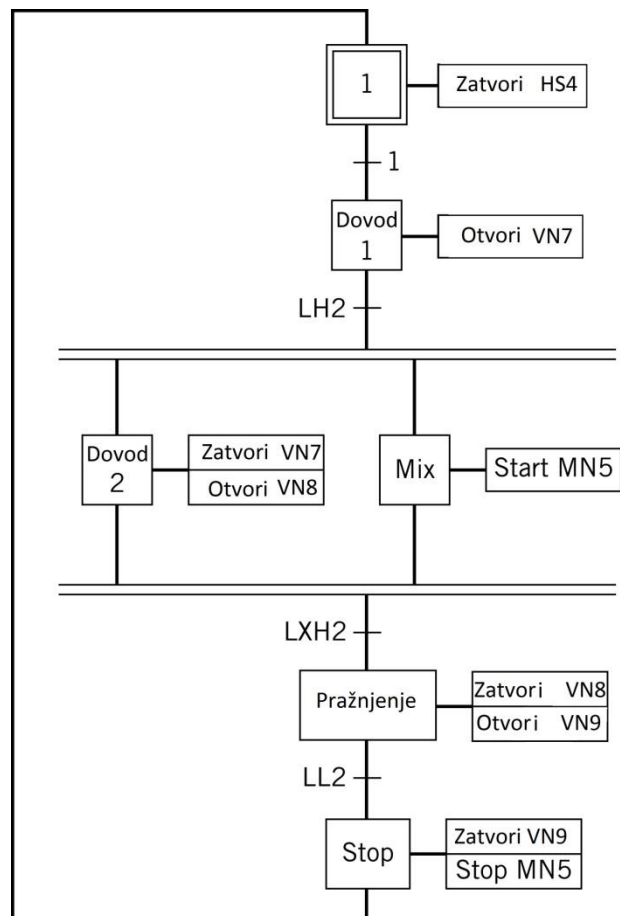 1
Zatvori HS4
1
Dovod
1
Otvori VN7
LH2
Dovod
2
Zatvori VN7
Otvori VN8
Mix
Start MN5
LXH2
Pražnjenje
Zatvori VN8
Otvori VN9
LL2
Stop
Zatvori VN9
Stop MN5